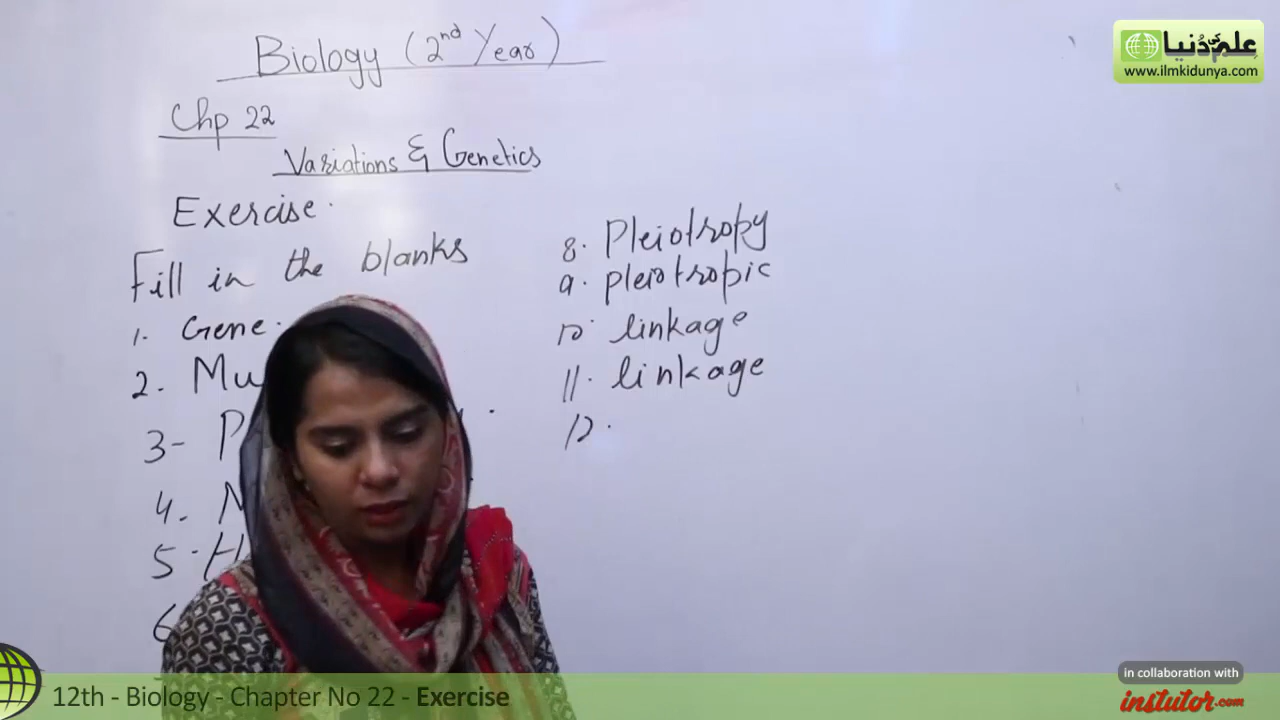 Biology (2nd Year)
Chp 22
Variations & Genetics
Exercise.
Fill in the blanks
1. Gene.
2.
3-
4.
5.
6
8. Pleiotropy
9. pleiotropic
10. linkage
11. linkage
12.
علم کی دُنیا
www.ilmkidunya.com
12th - Biology - Chapter No 22 - Exercise
in collaboration with
instutor.com